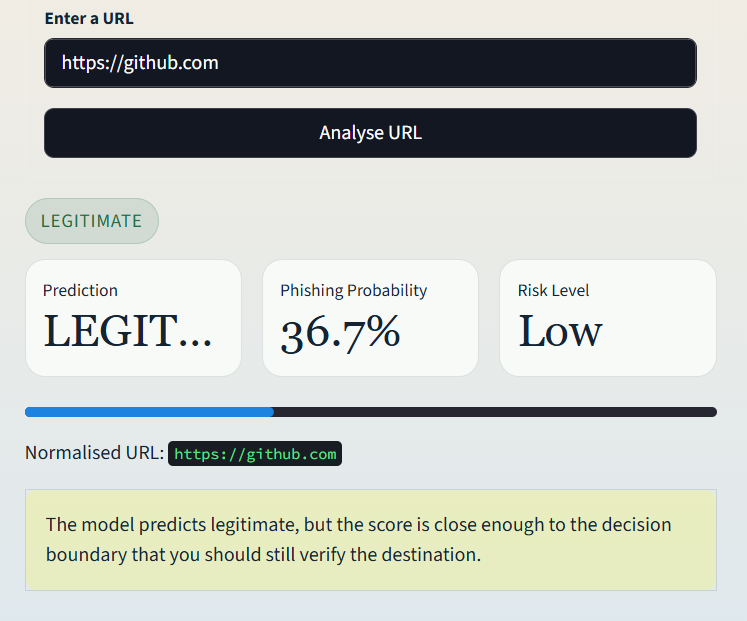 Enter a URL
https://github.com
Analyse URL
LEGITIMATE
Prediction
LEGIT...
Phishing Probability
36.7%
Risk Level
Low
Normalised URL: https://github.com
The model predicts legitimate, but the score is close enough to the decision
boundary that you should still verify the destination.